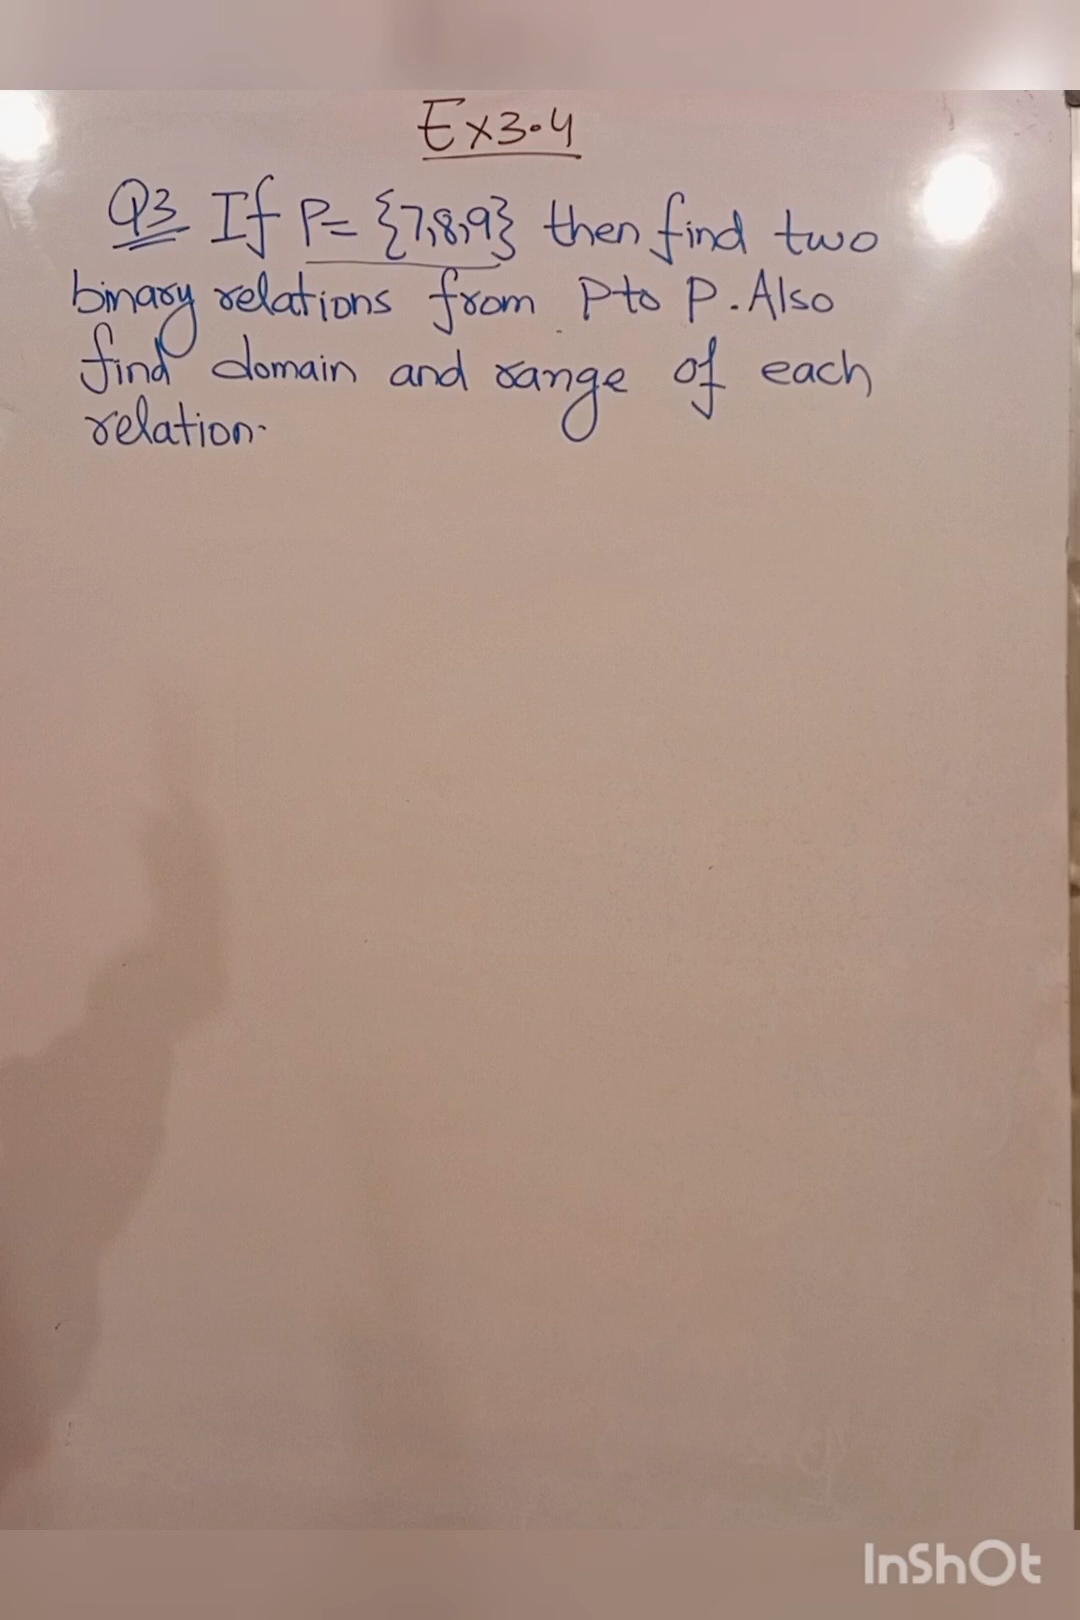 Ex3.4
Q3 If P= {7,8,9} then find two
binary relations from P to P. Also
find domain and range of each
relation.
InShOt